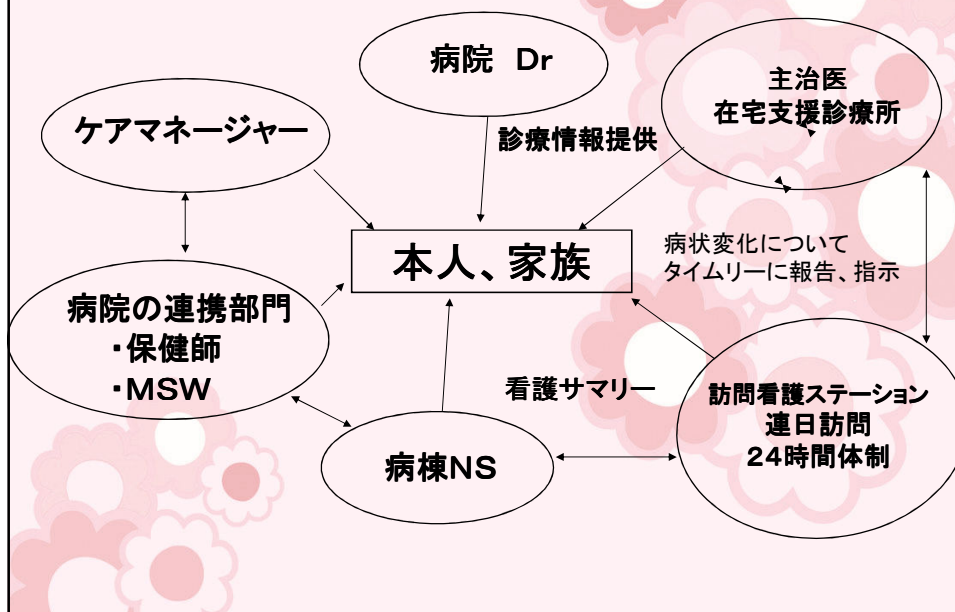 病院 Dr
主治医
在宅支援診療所
ケアマネージャー
診療情報提供
本人、家族
病状変化について
タイムリーに報告、指示
病院の連携部門
・保健師
・MSW
看護サマリー
訪問看護ステーション
連日訪問
24時間体制
病棟NS